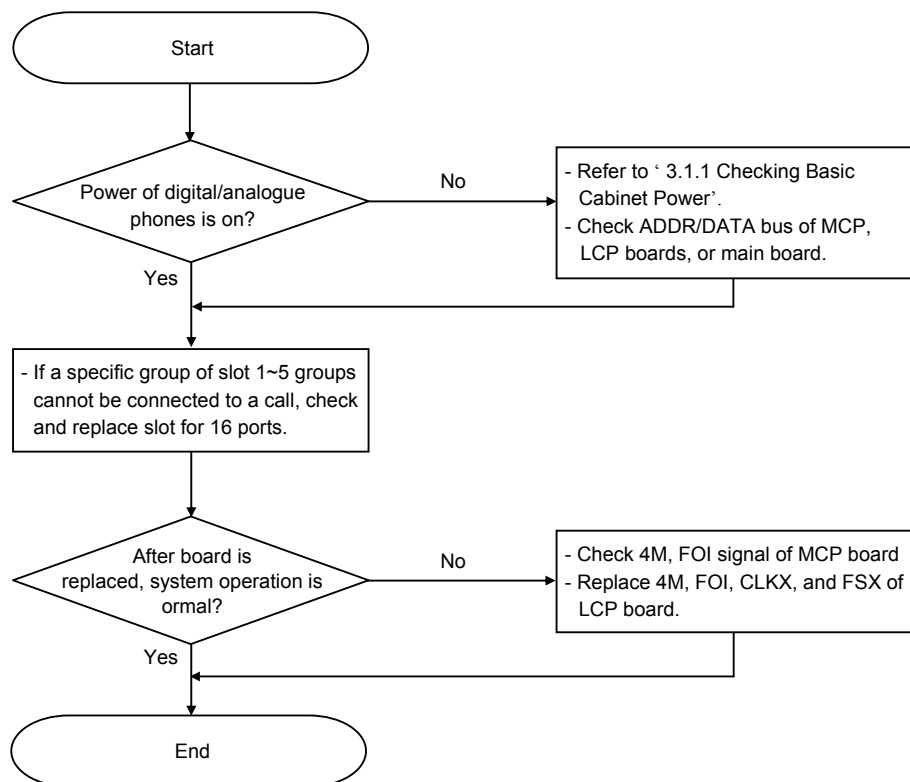 Start
Power of digital/analogue
phones is on?
No
- Refer to ‘ 3.1.1 Checking Basic
Cabinet Power’.
- Check ADDR/DATA bus of MCP,
LCP boards, or main board.
Yes
- If a specific group of slot 1~5 groups
cannot be connected to a call, check
and replace slot for 16 ports.
After board is
replaced, system operation is
ormal?
No
- Check 4M, FOI signal of MCP board
- Replace 4M, FOI, CLKX, and FSX of
LCP board.
Yes
End